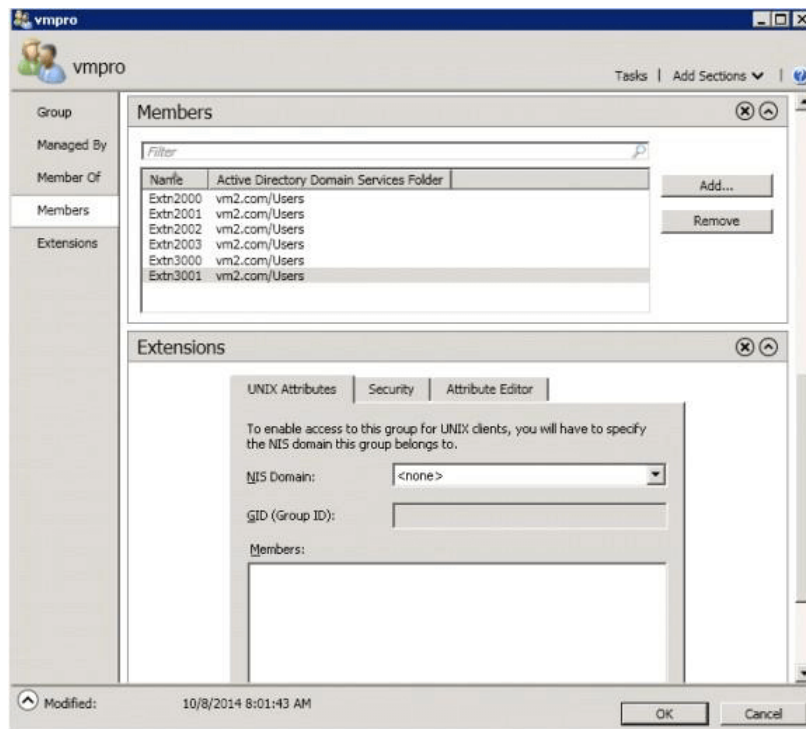 vmpro
vmpro
Tasks | Add Sections |
Group
Managed By
Member Of
Members
Extensions
Members
Filter
Name Active Directory Domain Services Folder
Extn2000 vm2.com/Users
Extn2001 vm2.com/Users
Extn2002 vm2.com/Users
Extn2003 vm2.com/Users
Extn3000 vm2.com/Users
Extn3001 vm2.com/Users
Add...
Remove
Extensions
UNIX Attributes Security Attribute Editor
To enable access to this group for UNIX clients, you will have to specify
the NIS domain this group belongs to.
NIS Domain: <none>
GID (Group ID):
Members:
Modified: 10/8/2014 8:01:43 AM
OK Cancel